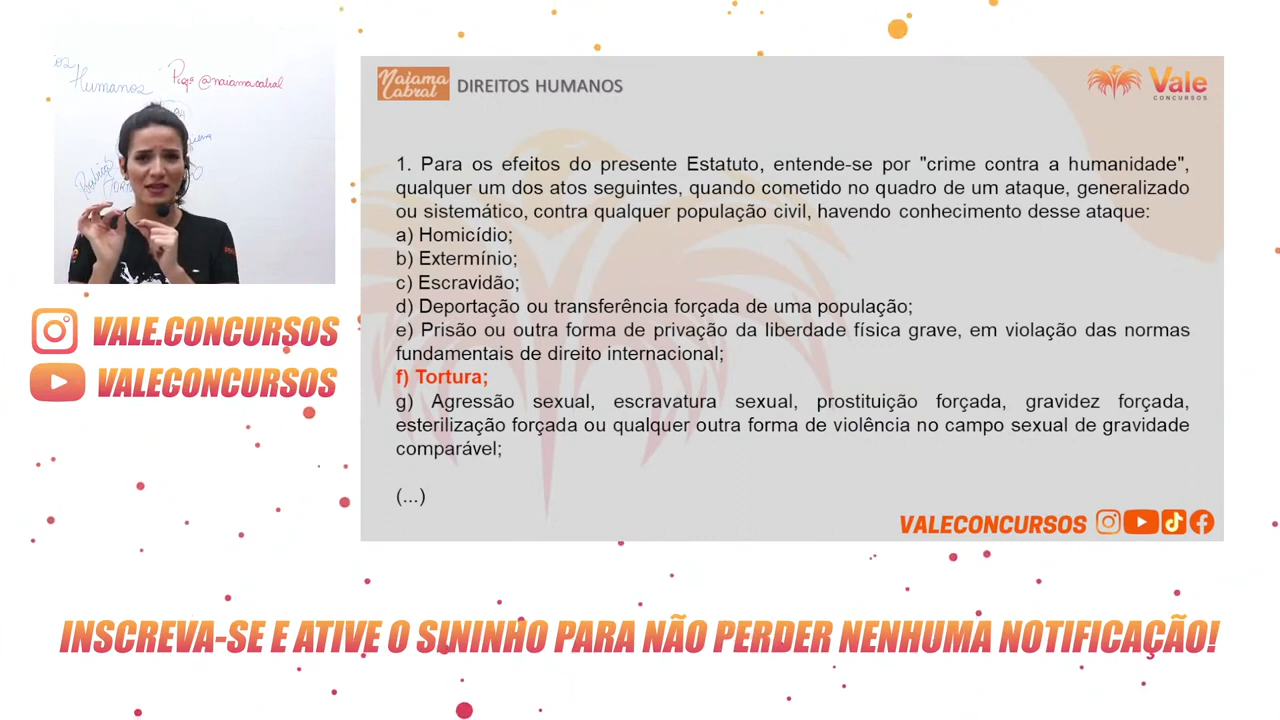 Humanos
Profª @naiamacabral
Naiama
Cabral
DIREITOS HUMANOS
Vale
CONCURSOS
1. Para os efeitos do presente Estatuto, entende-se por "crime contra a humanidade",
qualquer um dos atos seguintes, quando cometido no quadro de um ataque, generalizado
ou sistemático, contra qualquer população civil, havendo conhecimento desse ataque:
a) Homicídio;
b) Extermínio;
c) Escravidão;
d) Deportação ou transferência forçada de uma população;
e) Prisão ou outra forma de privação da liberdade física grave, em violação das normas
fundamentais de direito internacional;
f) Tortura;
g) Agressão sexual, escravatura sexual, prostituição forçada, gravidez forçada,
esterilização forçada ou qualquer outra forma de violência no campo sexual de gravidade
comparável;
(...)
VALECONCURSOS
VALE.CONCURSOS
VALECONCURSOS
INSCREVA-SE E ATIVE O SININHO PARA NÃO PERDER NENHUMA NOTIFICAÇÃO!